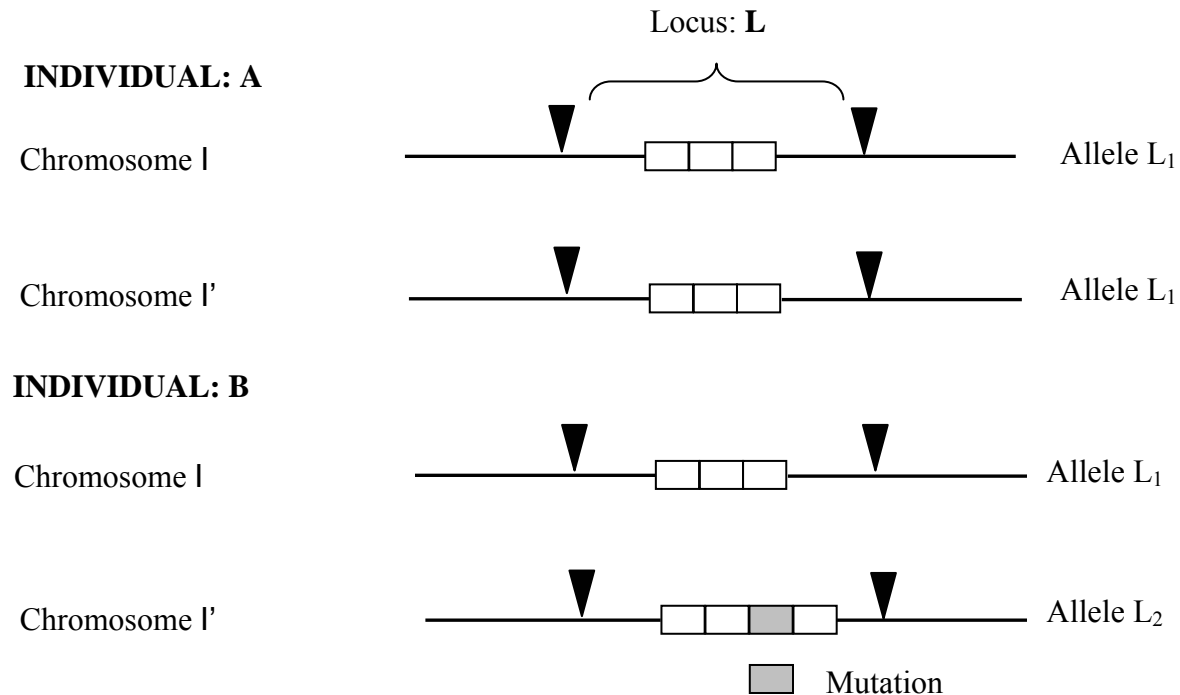 Locus: L
INDIVIDUAL: A
Chromosome I Allele L₁
Chromosome I’ Allele L₁
INDIVIDUAL: B
Chromosome I Allele L₁
Chromosome I’ Allele L₂
Mutation